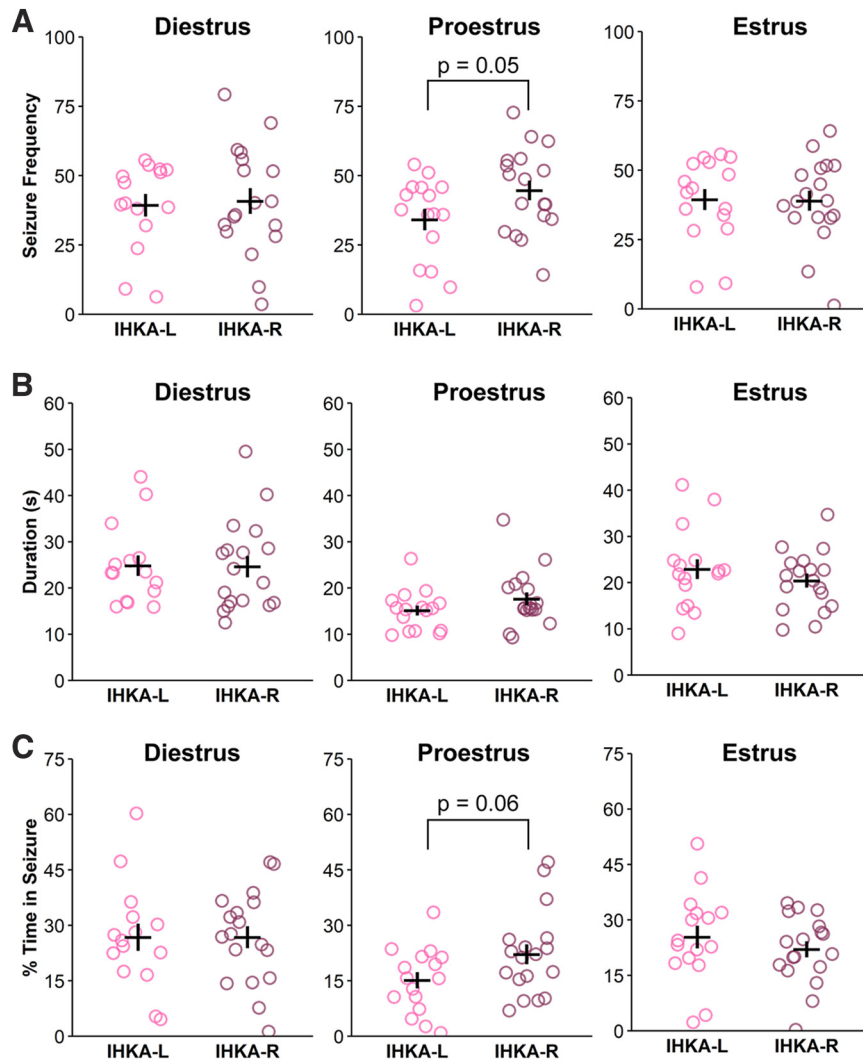 A
Diestrus
Proestrus
Estrus
Seizure Frequency
100
75
50
25
0
IHKA-L
IHKA-R
100
75
50
25
0
p = 0.05
IHKA-L
IHKA-R
100
75
50
25
0
IHKA-L
IHKA-R
B
Diestrus
Proestrus
Estrus
Duration (s)
60
50
40
30
20
10
0
IHKA-L
IHKA-R
60
50
40
30
20
10
0
IHKA-L
IHKA-R
60
50
40
30
20
10
0
IHKA-L
IHKA-R
C
Diestrus
Proestrus
Estrus
% Time in Seizure
75
60
45
30
15
0
IHKA-L
IHKA-R
75
60
45
30
15
0
p = 0.06
IHKA-L
IHKA-R
75
60
45
30
15
0
IHKA-L
IHKA-R